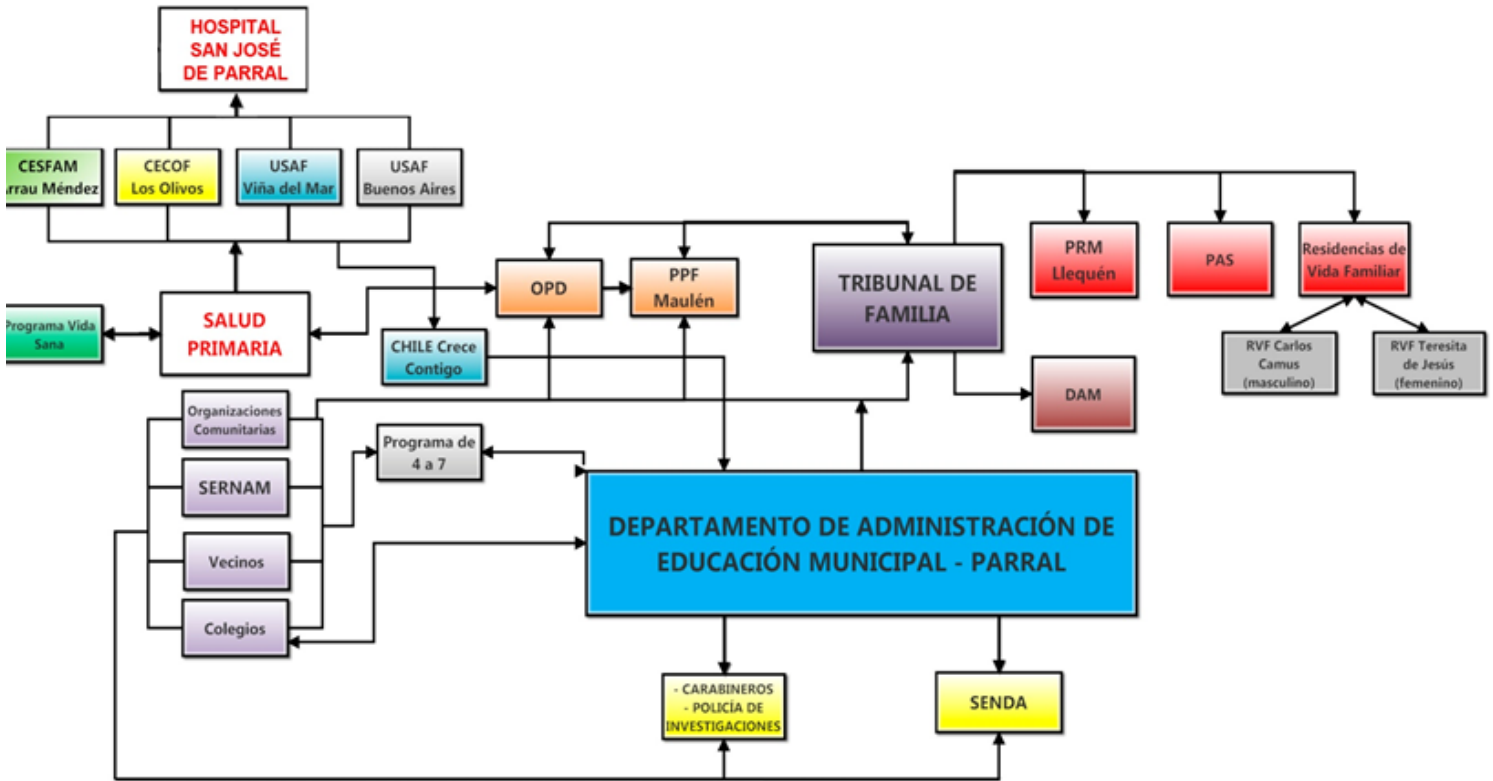 HOSPITAL
SAN JOSÉ
DE PARRAL
CESFAM
Arrau Méndez
CECOF
Los Olivos
USAF
Viña del Mar
USAF
Buenos Aires
OPD
PPF
Maulén
TRIBUNAL DE
FAMILIA
PRM
Llequén
PAS
Residencias de
Vida Familiar
Programa Vida
Sana
SALUD
PRIMARIA
CHILE Crece
Contigo
RVF Carlos
Camus
(masculino)
RVF Teresita
de Jesús
(femenino)
DAM
Organizaciones
Comunitarias
Programa de
4 a 7
SERNAM
Vecinos
Colegios
DEPARTAMENTO DE ADMINISTRACIÓN DE
EDUCACIÓN MUNICIPAL - PARRAL
- CARABINEROS
- POLICÍA DE
INVESTIGACIONES
SENDA